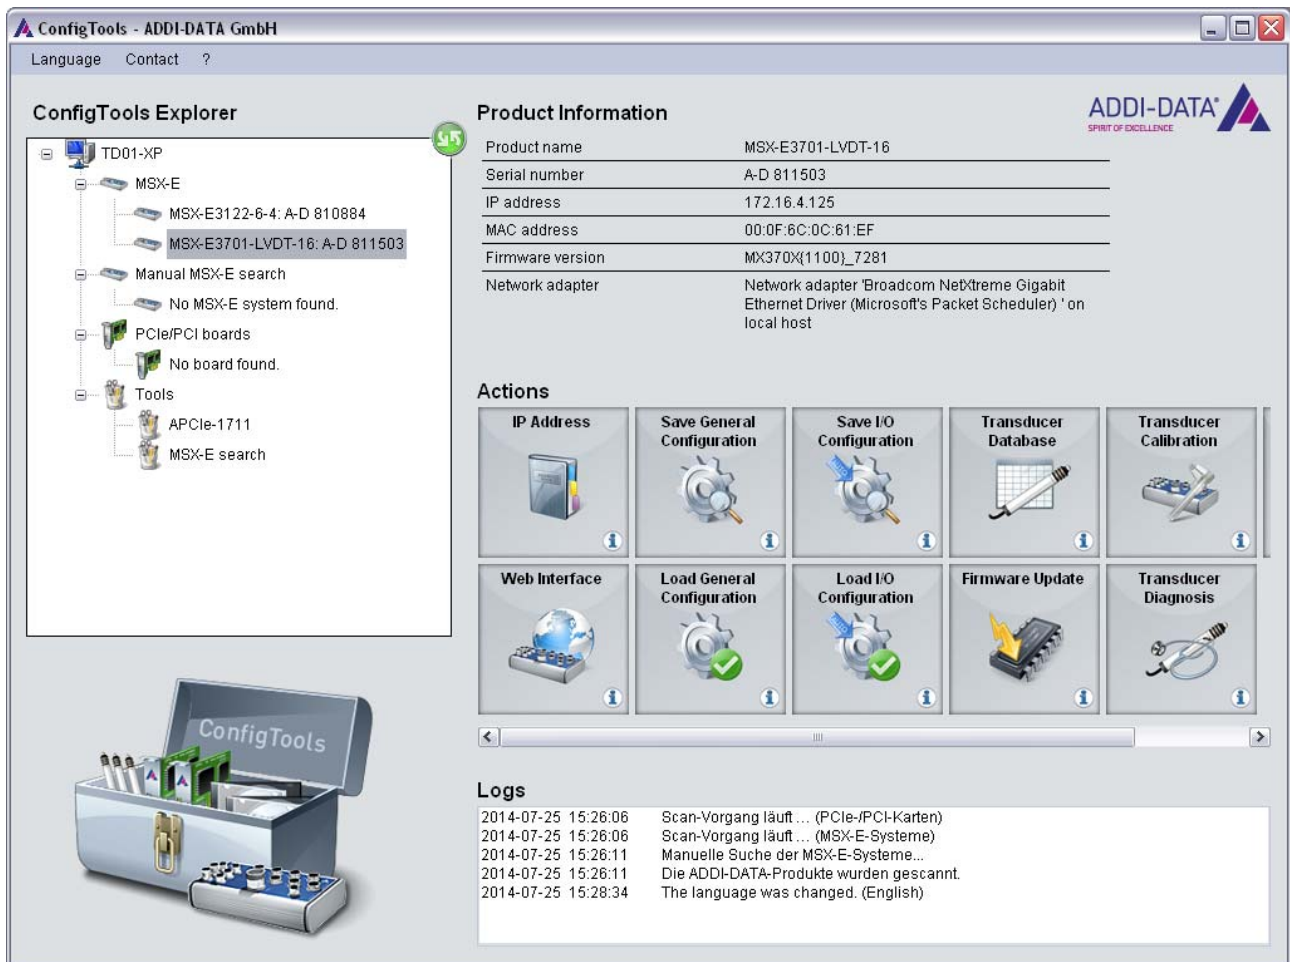 ConfigTools - ADDI-DATA GmbH
Language Contact ?
ConfigTools Explorer
TD01-XP
MSX-E
MSX-E3122-6-4: A-D 810884
MSX-E3701-LVDT-16: A-D 811503
Manual MSX-E search
No MSX-E system found.
PCIe/PCI boards
No board found.
Tools
APCIe-1711
MSX-E search
ConfigTools
Product Information
ADDI-DATA
SPIRIT OF EXCELLENCE
Product name MSX-E3701-LVDT-16
Serial number A-D 811503
IP address 172.16.4.125
MAC address 00:0F:6C:0C:61:EF
Firmware version MX370X{1100}_7281
Network adapter Network adapter 'Broadcom NetXtreme Gigabit
Ethernet Driver (Microsoft's Packet Scheduler) ' on
local host
Actions
IP Address
Save General
Configuration
Save I/O
Configuration
Transducer
Database
Transducer
Calibration
Web Interface
Load General
Configuration
Load I/O
Configuration
Firmware Update
Transducer
Diagnosis
Logs
2014-07-25 15:26:06 Scan-Vorgang läuft ... (PCIe-/PCI-Karten)
2014-07-25 15:26:06 Scan-Vorgang läuft ... (MSX-E-Systeme)
2014-07-25 15:26:11 Manuelle Suche der MSX-E-Systeme...
2014-07-25 15:26:11 Die ADDI-DATA-Produkte wurden gescannt.
2014-07-25 15:28:34 The language was changed. (English)